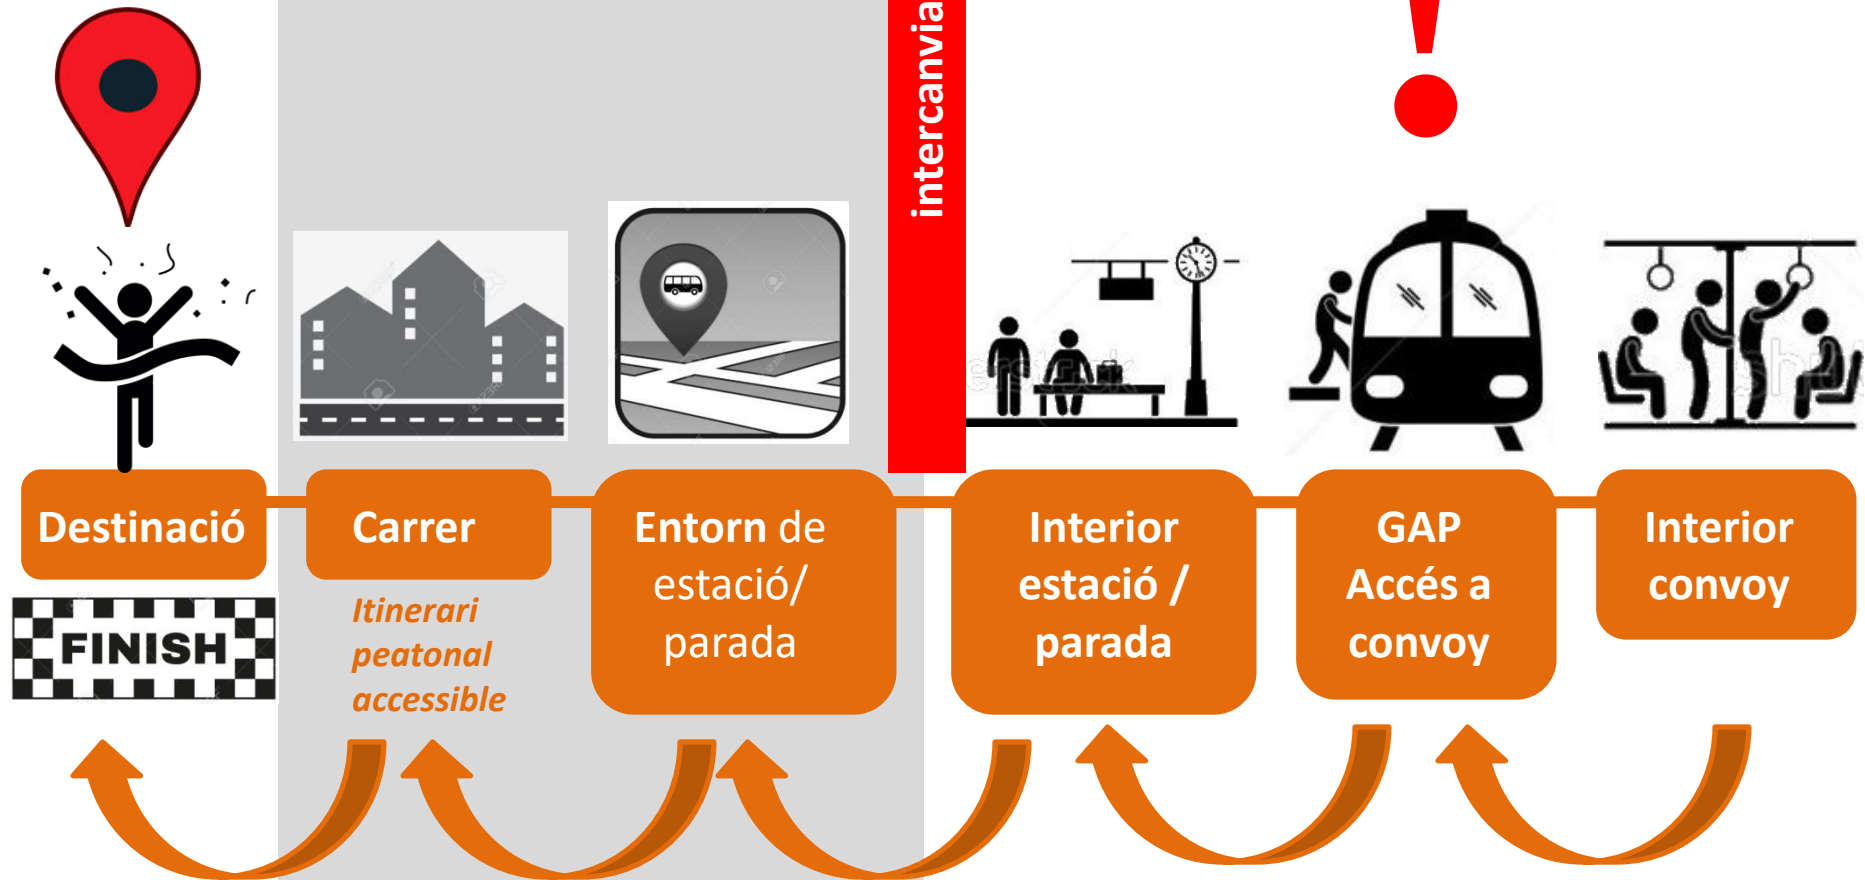 intercanvia
!
Destinació
Carrer
Entorn de
estació/
parada
Interior
estació /
parada
GAP
Accés a
convoy
Interior
convoy
FINISH
Itinerari
peatonal
accessible